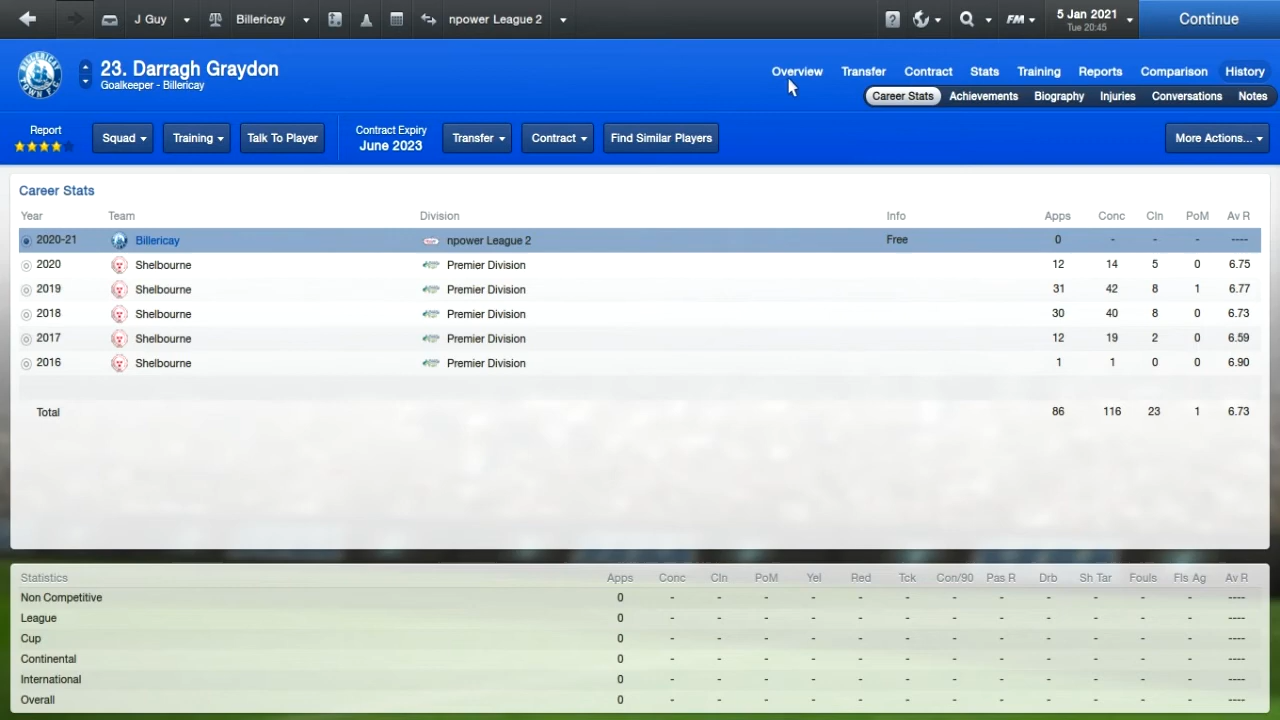 J Guy Billericay npower League 2 FM 5 Jan 2021 Continue
Tue 20:45
23. Darragh Graydon
Goalkeeper - Billericay
Overview Transfer Contract Stats Training Reports Comparison History
Career Stats Achievements Biography Injuries Conversations Notes
Report Squad Training Talk To Player Contract Expiry June 2023 Transfer Contract Find Similar Players More Actions...
Career Stats
Year Team Division Info Apps Conc Cln PoM Av R
2020-21 Billericay npower League 2 Free 0 - - - ----
2020 Shelbourne Premier Division 12 14 5 0 6.75
2019 Shelbourne Premier Division 31 42 8 1 6.77
2018 Shelbourne Premier Division 30 40 8 0 6.73
2017 Shelbourne Premier Division 12 19 2 0 6.59
2016 Shelbourne Premier Division 1 1 0 0 6.90
Total 86 116 23 1 6.73
Statistics Apps Conc Cln PoM Yel Red Tck Con/90 Pas R Drb Sh Tar Fouls Fls Ag Av R
Non Competitive 0 - - - - - - - - - - - - ----
League 0 - - - - - - - - - - - - ----
Cup 0 - - - - - - - - - - - - ----
Continental 0 - - - - - - - - - - - - ----
International 0 - - - - - - - - - - - - ----
Overall 0 - - - - - - - - - - - - ----